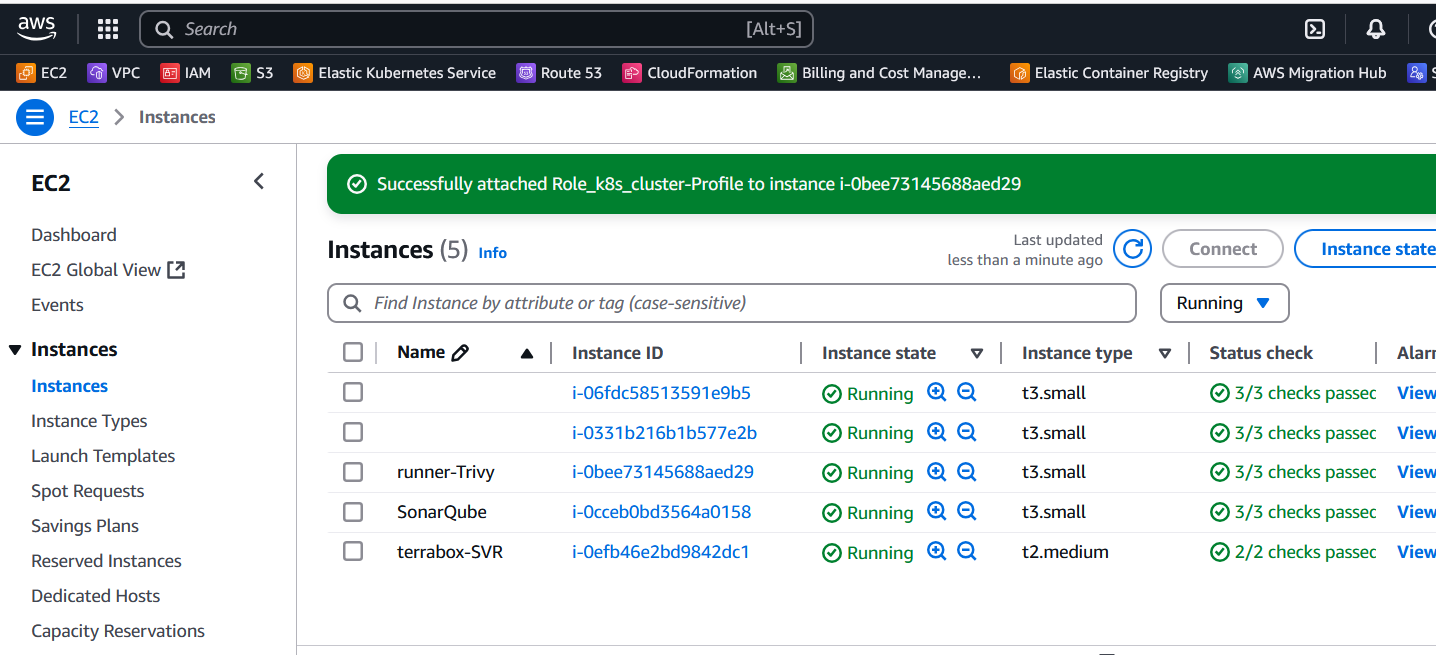 aws Search [Alt+S]
EC2 VPC IAM S3 Elastic Kubernetes Service Route 53 CloudFormation Billing and Cost Manage... Elastic Container Registry AWS Migration Hub S
EC2 Instances
EC2
Dashboard
EC2 Global View
Events
Instances
Instances
Instance Types
Launch Templates
Spot Requests
Savings Plans
Reserved Instances
Dedicated Hosts
Capacity Reservations
Successfully attached Role_k8s_cluster-Profile to instance i-0bee73145688aed29
Instances (5) Info
Last updated
less than a minute ago
Connect Instance state
Find Instance by attribute or tag (case-sensitive) Running
Name Instance ID Instance state Instance type Status check Alarm
i-06fdc58513591e9b5 Running t3.small 3/3 checks passed View
i-0331b216b1b577e2b Running t3.small 3/3 checks passed View
runner-Trivy i-0bee73145688aed29 Running t3.small 3/3 checks passed View
SonarQube i-0cceb0bd3564a0158 Running t3.small 3/3 checks passed View
terrabox-SVR i-0efb46e2bd9842dc1 Running t2.medium 2/2 checks passed View